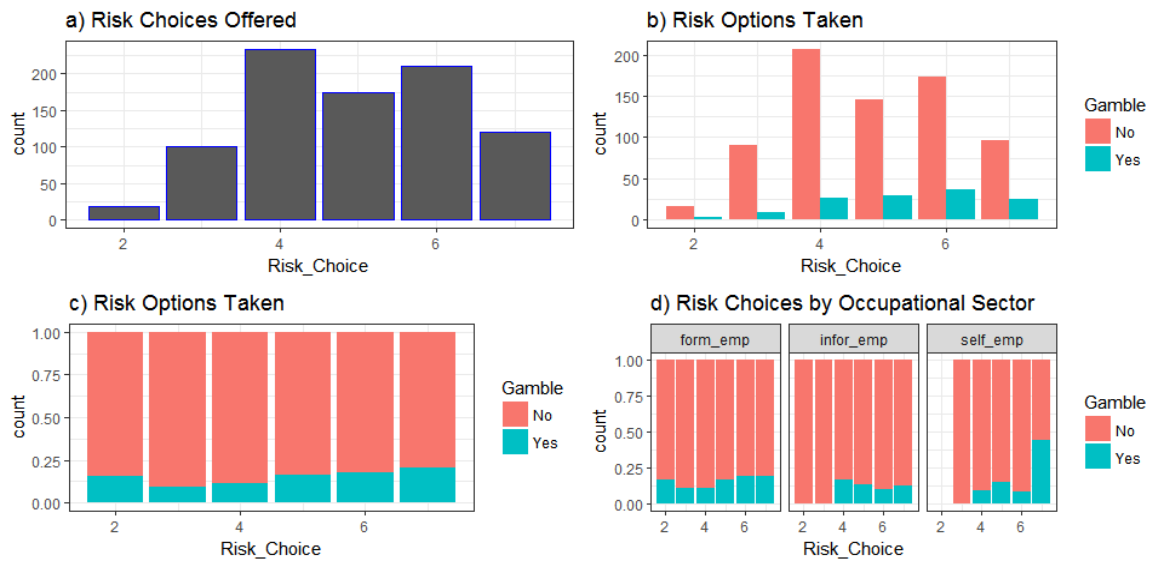 a) Risk Choices Offered
count
200
150
100
50
0
2 4 6
Risk_Choice
b) Risk Options Taken
count
200
150
100
50
0
2 4 6
Risk_Choice
Gamble
No
Yes
c) Risk Options Taken
count
1.00
0.75
0.50
0.25
0.00
2 4 6
Risk_Choice
Gamble
No
Yes
d) Risk Choices by Occupational Sector
form_emp infor_emp self_emp
count
1.00
0.75
0.50
0.25
0.00
2 4 6 2 4 6 2 4 6
Risk_Choice
Gamble
No
Yes